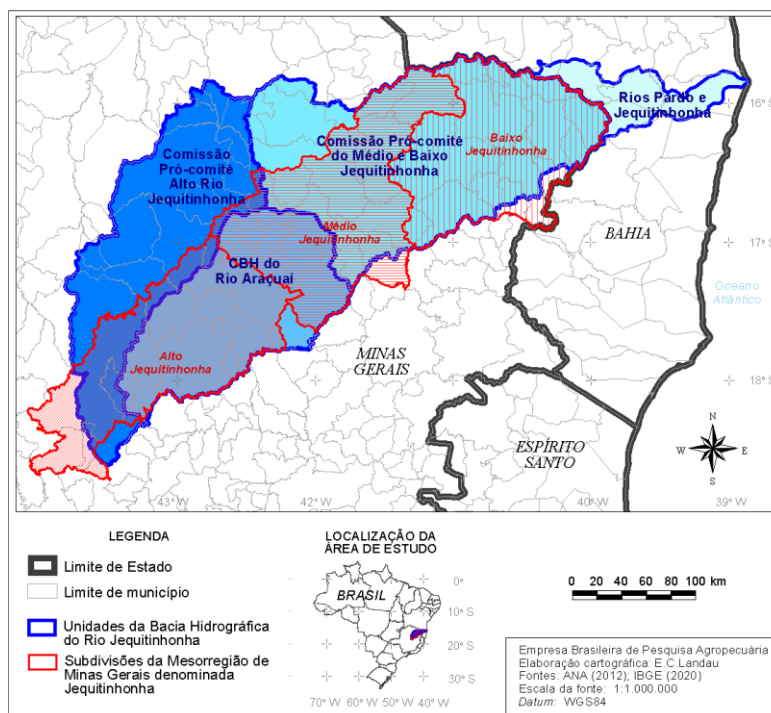 16° S
17° S
18° S
43° W
42° W
40° W
39° W
Comissão
Pró-comité
Alto Rio
Jequitinhonha
Comissão Pró-comité
do Médio e Baixo
Jequitinhonha
Rios Pardo e
Jequitinhonha
Baixo
Jequitinhonha
Médio
Jequitinhonha
CBH do
Rio Araçuaí
Alto
Jequitinhonha
BAHIA
Oceano
Atlântico
MINAS
GERAIS
ESPÍRITO
SANTO
N
W E
S
LEGENDA
Limite de Estado
Limite de município
Unidades da Bacia Hidrográfica
do Rio Jequitinhonha
Subdivisões da Mesorregião de
Minas Gerais denominada
Jequitinhonha
LOCALIZAÇÃO DA
ÁREA DE ESTUDO
BRASIL
0°
10° S
20° S
30° S
70° W 60° W 50° W 40° W
0 20 40 60 80 100 km
Empresa Brasileira de Pesquisa Agropecuária
Elaboração cartográfica: E.C.Landau
Fontes: ANA (2012); IBGE (2020)
Escala da fonte: 1:1.000.000
Datum: WGS84